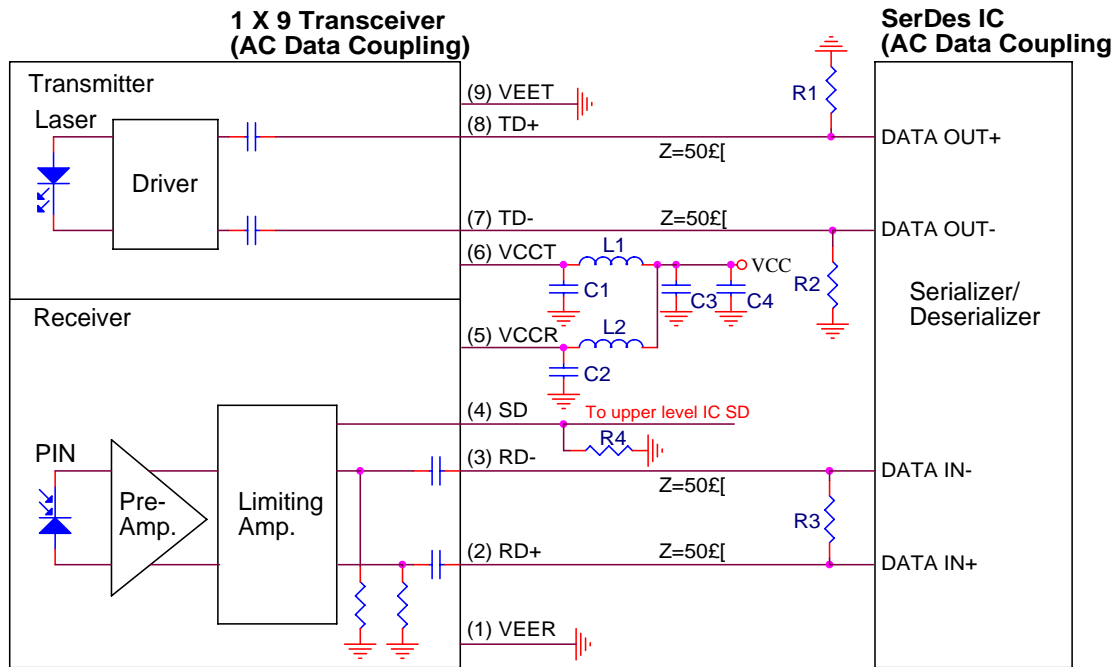 1 X 9 Transceiver
(AC Data Coupling)
SerDes IC
(AC Data Coupling
Transmitter
Laser
Driver
(9) VEET
(8) TD+
Z=50£[
R1
DATA OUT+
(7) TD-
Z=50£[
DATA OUT-
(6) VCCT
L1
VCC
C1
C3
C4
R2
Serializer/
Deserializer
Receiver
(5) VCCR
L2
C2
(4) SD
To upper level IC SD
R4
PIN
Pre-
Amp.
Limiting
Amp.
(3) RD-
Z=50£[
DATA IN-
R3
(2) RD+
Z=50£[
DATA IN+
(1) VEER